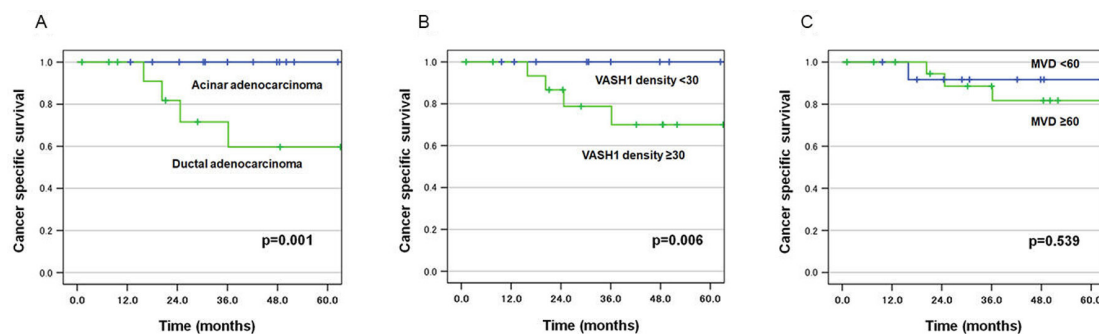 A
B
C
Cancer specific survival
1.0
0.8
0.6
0.4
0.2
0.0
Acinar adenocarcinoma
Ductal adenocarcinoma
p=0.001
0.0 12.0 24.0 36.0 48.0 60.0
Time (months)
Cancer specific survival
1.0
0.8
0.6
0.4
0.2
0.0
VASH1 density <30
VASH1 density ≥30
p=0.006
0.0 12.0 24.0 36.0 48.0 60.0
Time (months)
Cancer specific survival
1.0
0.8
0.6
0.4
0.2
0.0
MVD <60
MVD ≥60
p=0.539
0.0 12.0 24.0 36.0 48.0 60.0
Time (months)